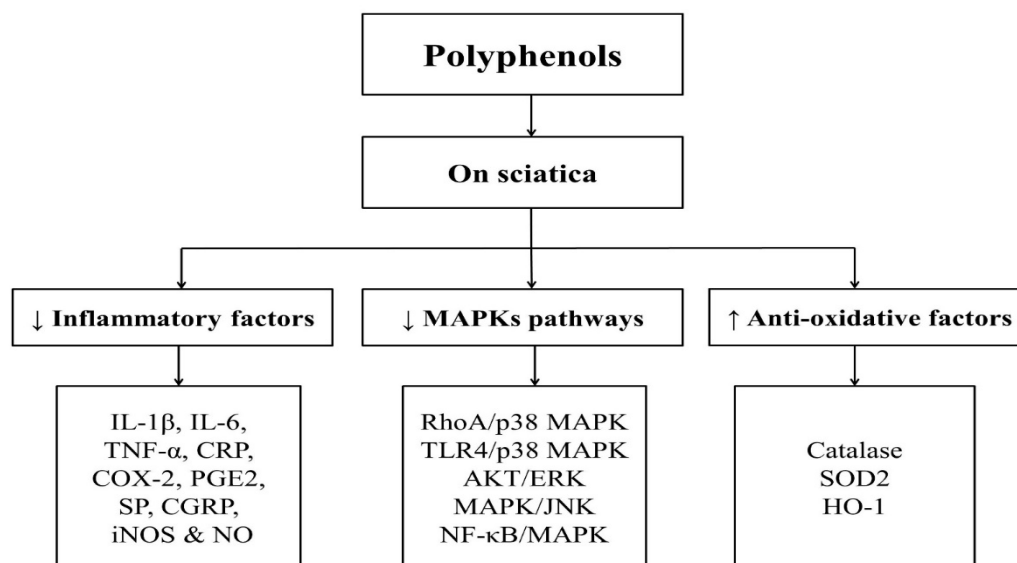 Polyphenols
On sciatica
↓ Inflammatory factors
↓ MAPKs pathways
↑ Anti-oxidative factors
IL-1β, IL-6,
TNF-α, CRP,
COX-2, PGE2,
SP, CGRP,
iNOS & NO
RhoA/p38 MAPK
TLR4/p38 MAPK
AKT/ERK
MAPK/JNK
NF-κB/MAPK
Catalase
SOD2
HO-1